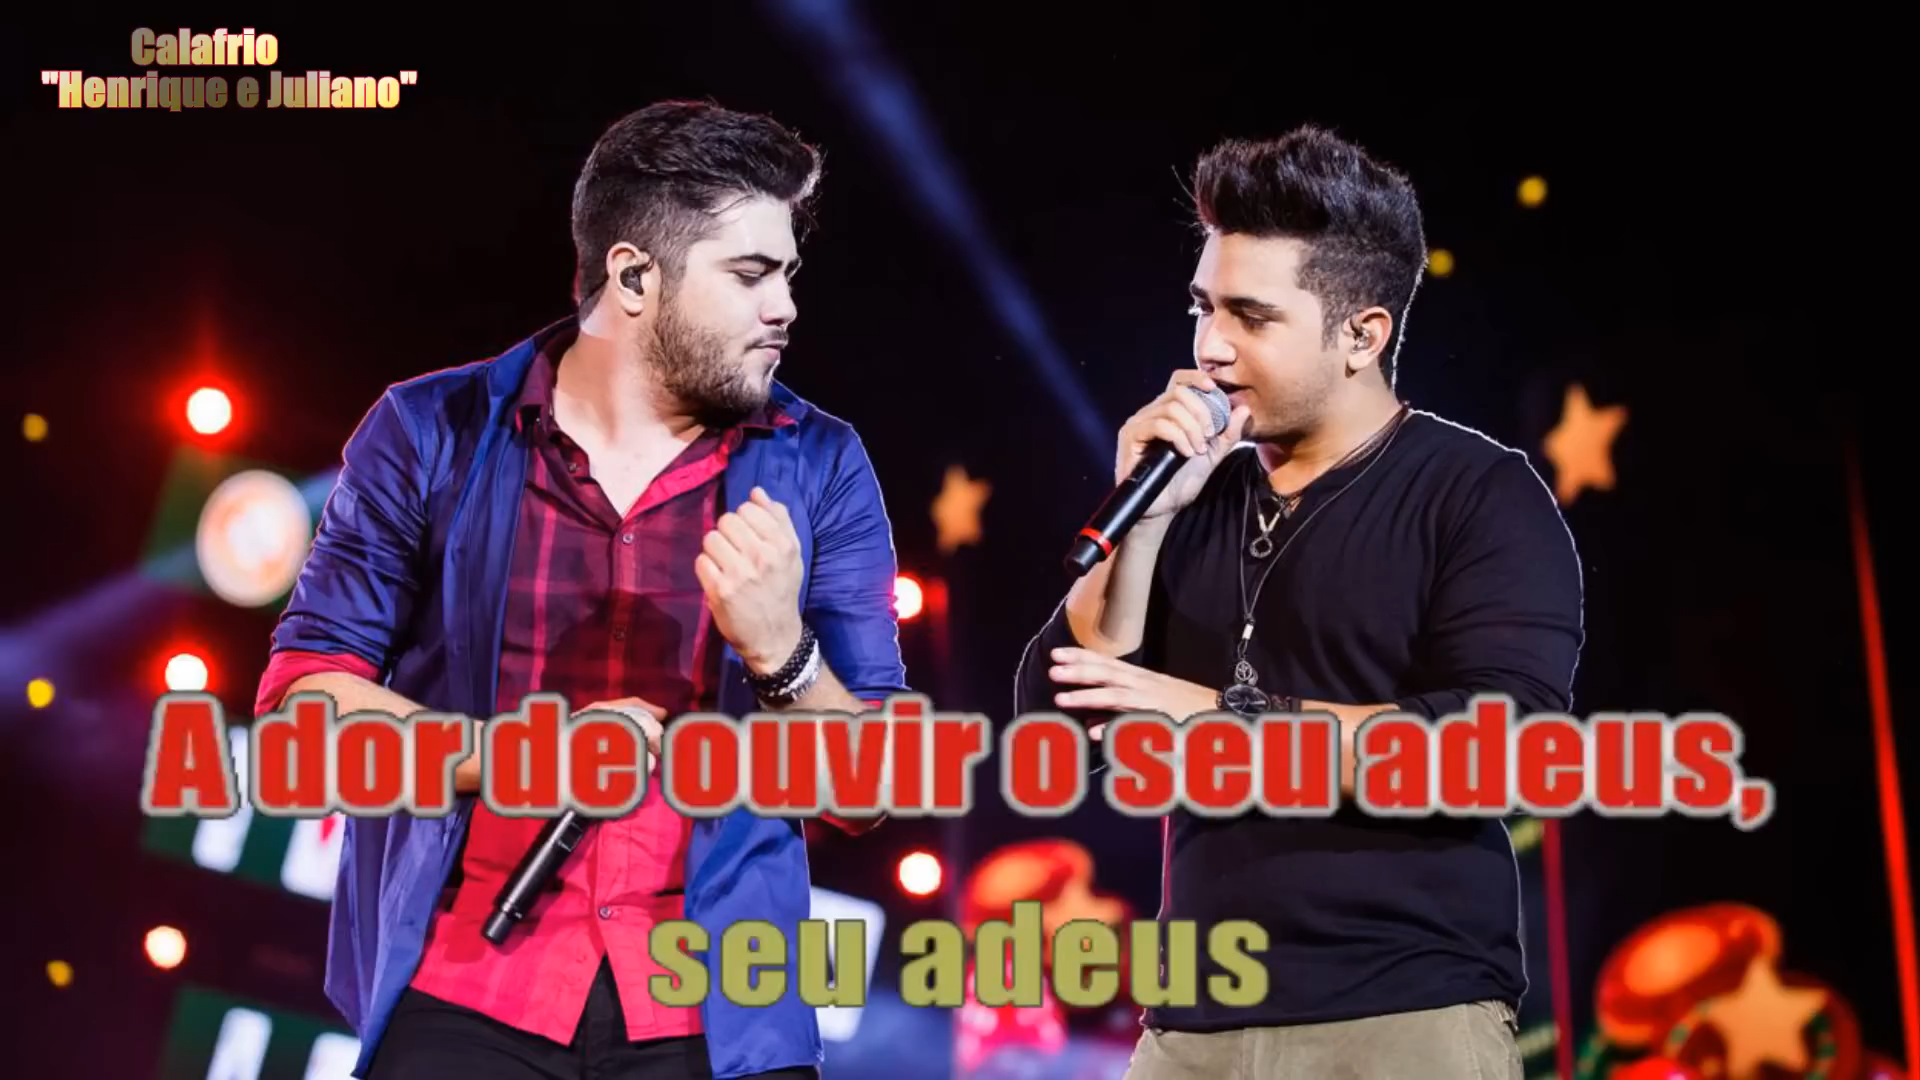 Calafrio
"Henrique e Juliano"
A dor de ouvir o seu adeus,
seu adeus